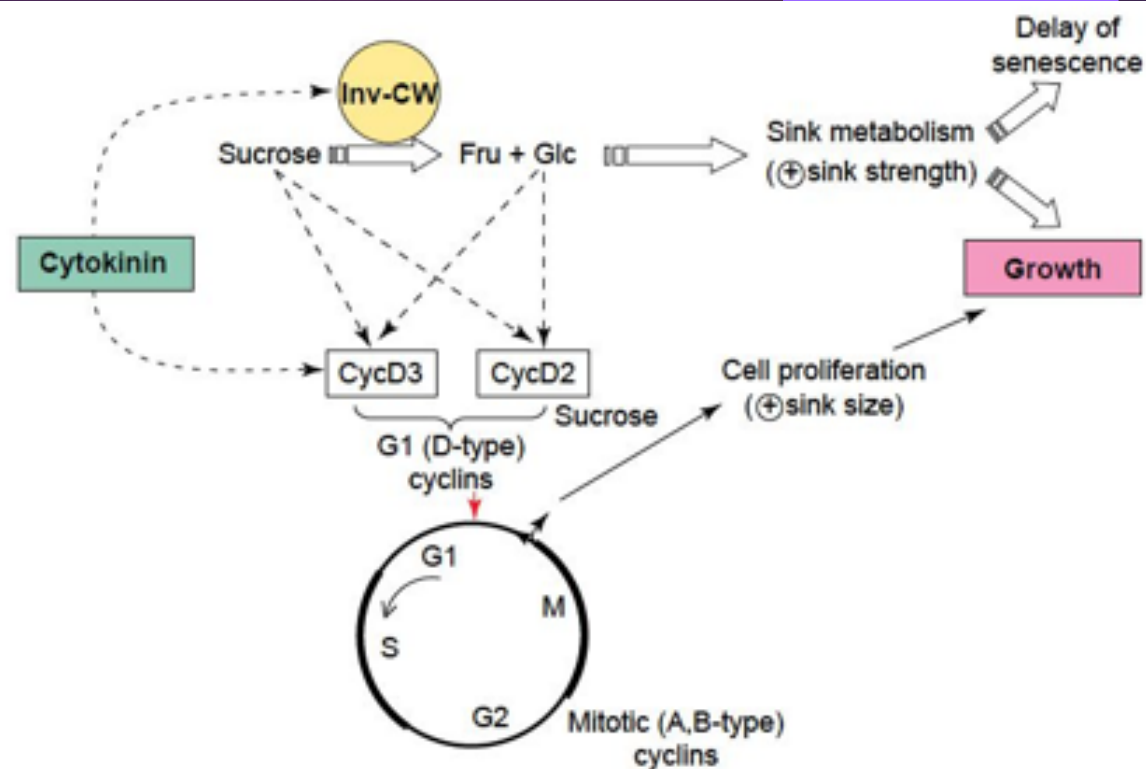 Delay of
senescence
Inv-CW
Sucrose
Fru + Glc
Sink metabolism
(+sink strength)
Cytokinin
Growth
CycD3
CycD2
Cell proliferation
(+sink size)
Sucrose
G1 (D-type)
cyclins
G1
M
S
G2
Mitotic (A,B-type)
cyclins